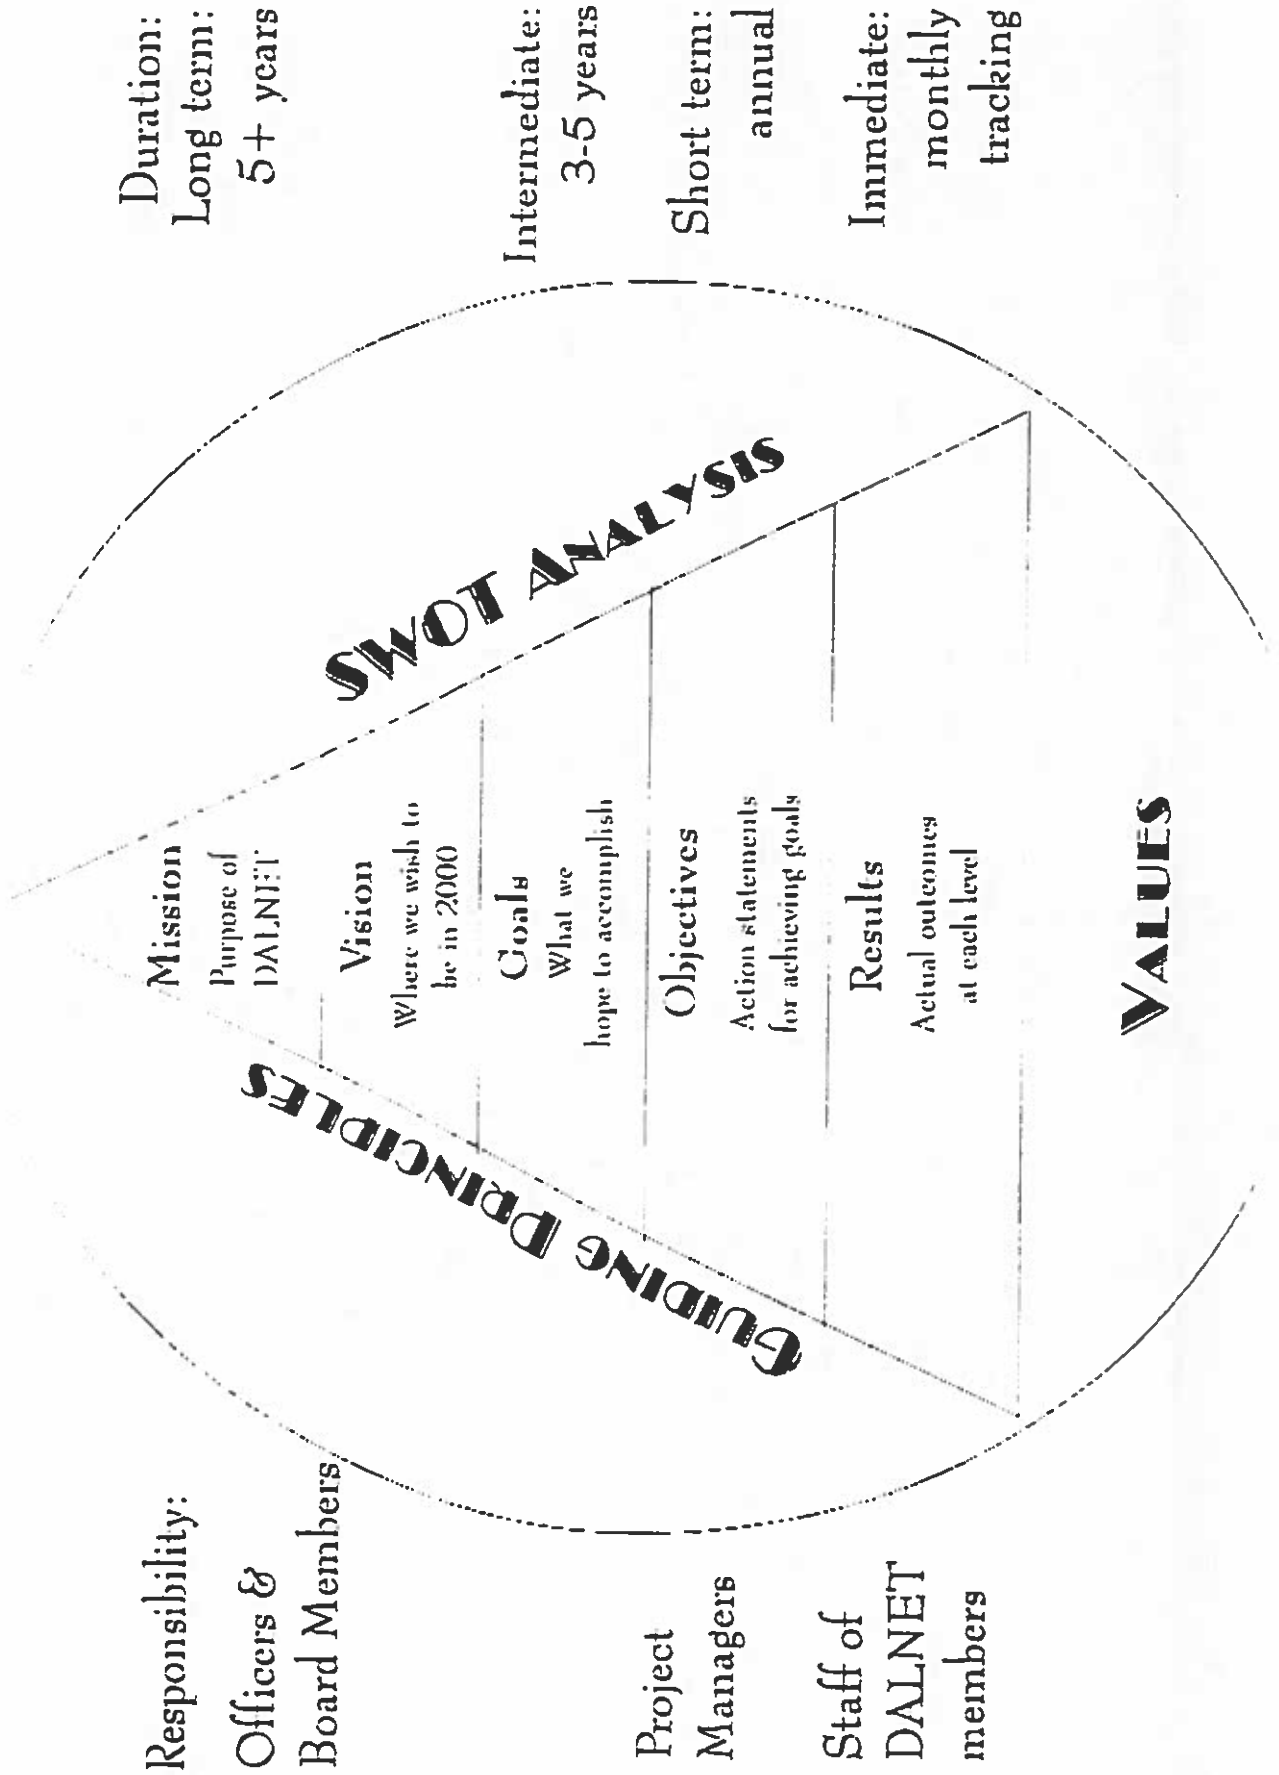 Responsibility:
Officers &
Board Members
Project
Managers
Staff of
DALNET
members
GUIDING PRINCIPLES
Mission
Purpose of
DALNET
Vision
Where we wish to
be in 2000
Goals
What we
hope to accomplish
Objectives
Action statements
for achieving goals
Results
Actual outcomes
at each level
SWOT ANALYSIS
VALUES
Duration:
Long term:
5+ years
Intermediate:
3-5 years
Short term:
annual
Immediate:
monthly
tracking